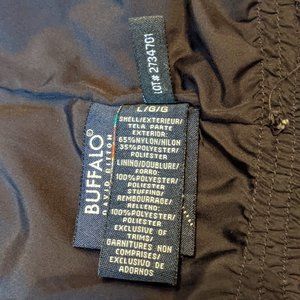 LOT#2734701
BUFFALO
DAVID BITTON
L/G/G
SHELL/EXTERIEUR/
TELA PARTE
EXTERIOR:
65%NYLON/NILON
35%POLYESTER/
POLIESTER
LINING/DOUBLURE/
FORRO:
100%POLYESTER/
POLIESTER
STUFFING/
REMBOURRAGE/
RELLENO:
100%POLYESTER/
POLIESTER
EXCLUSIVE OF
TRIMS/
GARNITURES NON
COMPRISES/
EXCLUSIVO DE
ADORNOS